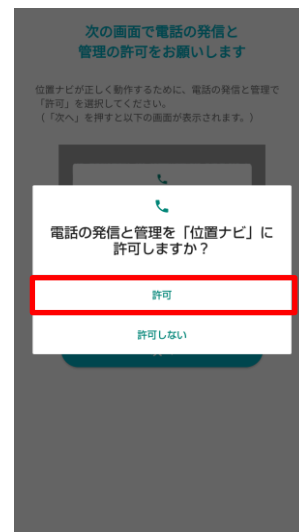 次の画面で電話の発信と
管理の許可をお願いします
位置ナビが正しく動作するために、電話の発信と管理で
「許可」を選択してください。
（「次へ」を押すと以下の画面が表示されます。）
電話の発信と管理を「位置ナビ」に
許可しますか？
許可
許可しない